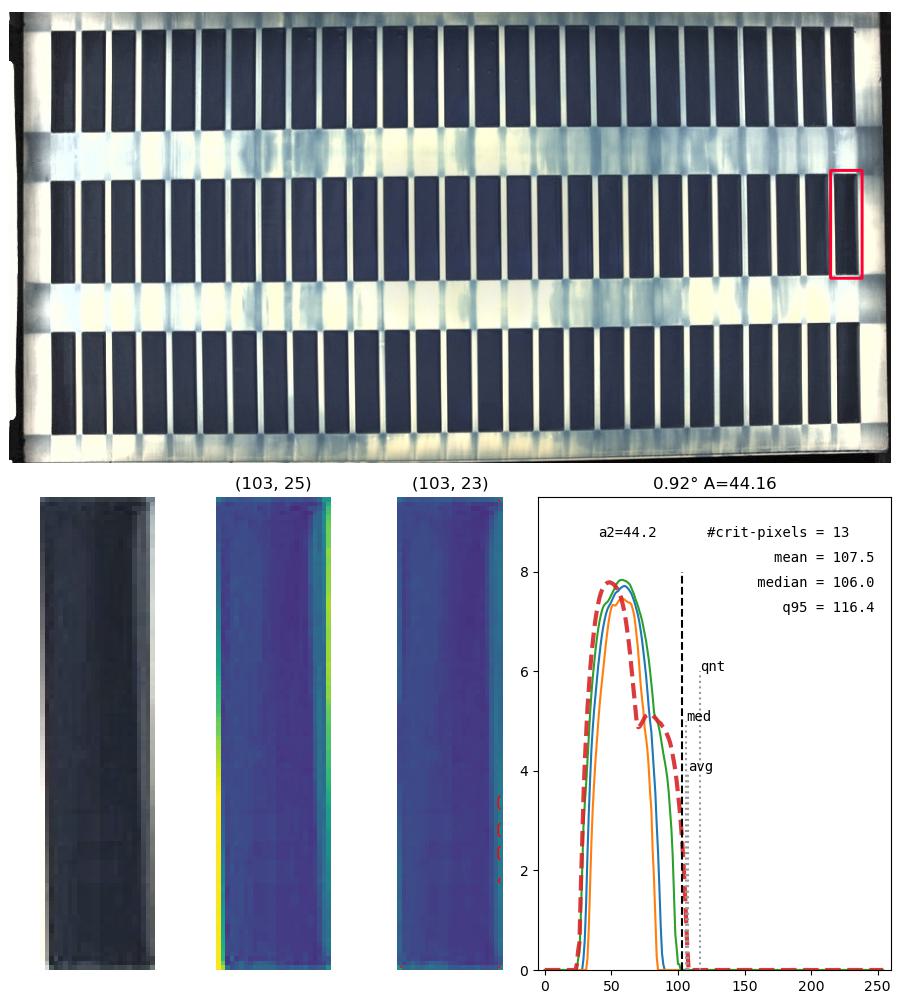 (103, 25)
(103, 23)
0.92° A=44.16
a2=44.2
#crit-pixels = 13
mean = 107.5
median = 106.0
q95 = 116.4
qnt
med
avg
8
6
4
2
0
0 50 100 150 200 250